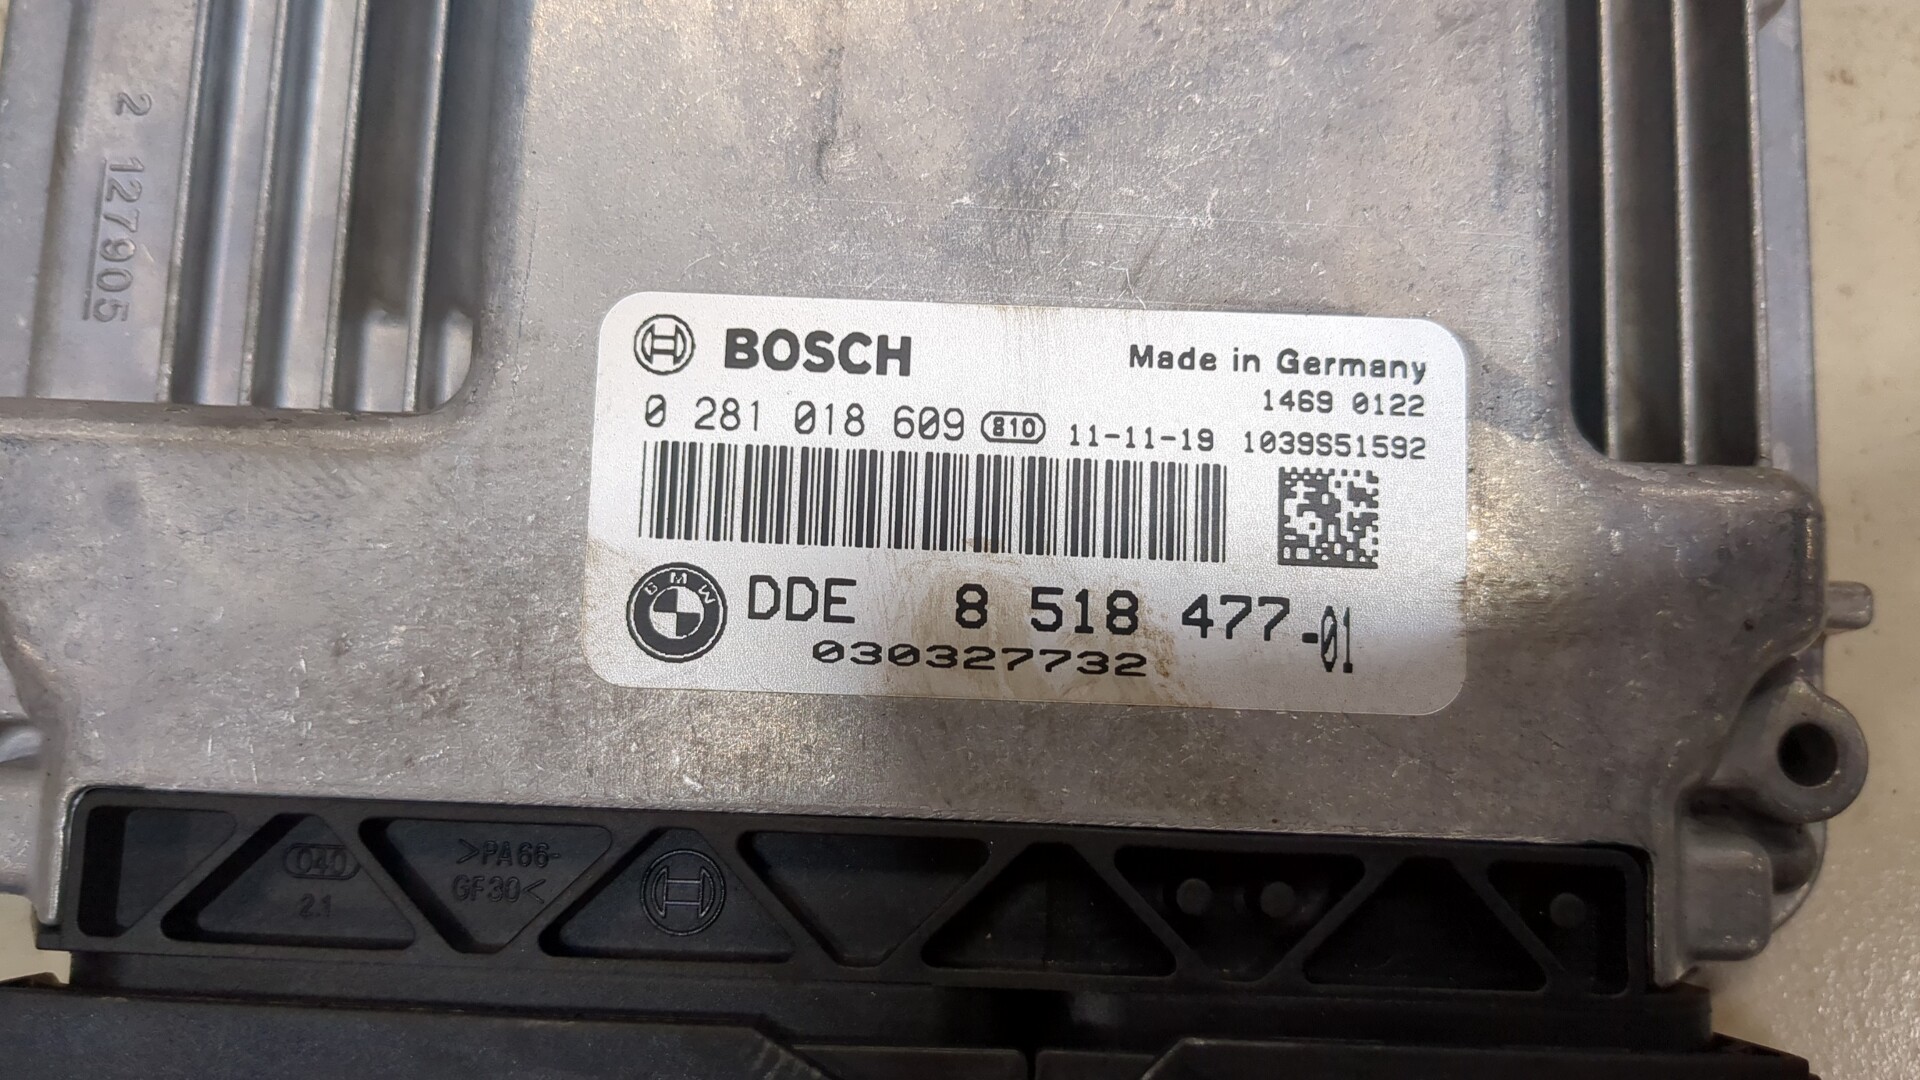 2 127905
BOSCH
Made in Germany
1469 0122
0 281 018 609 810 11-11-19 1039S51592
BMW
DDE 8 518 477-01
030327732
040
2.1
>PA66-
GF30<